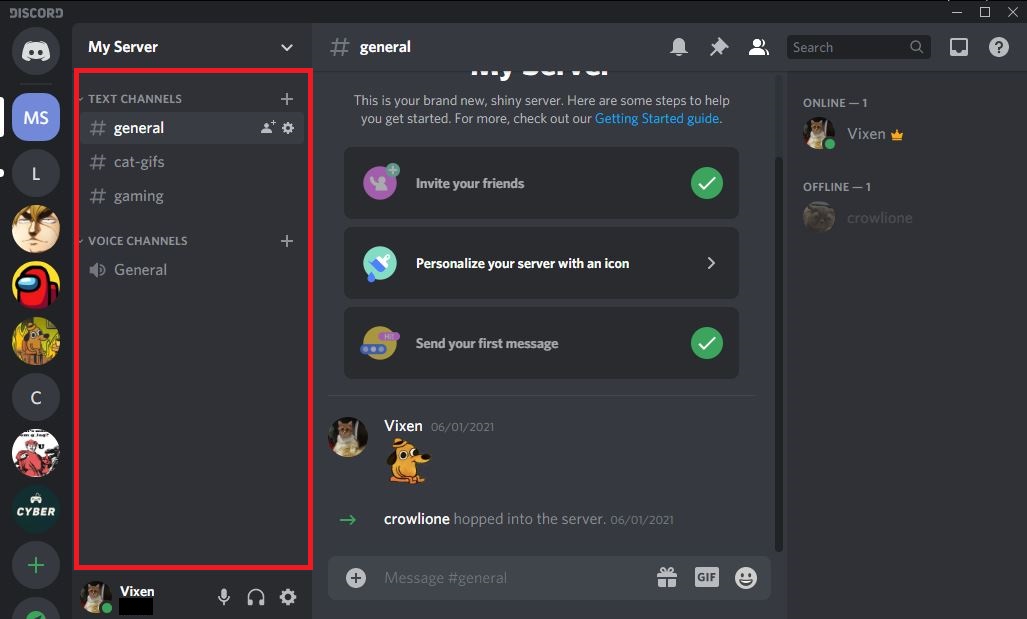 DISCORD
My Server
general
Search
TEXT CHANNELS
general
cat-gifs
gaming
VOICE CHANNELS
General
MS
L
C
CYBER
My Server
This is your brand new, shiny server. Here are some steps to help
you get started. For more, check out our Getting Started guide.
Invite your friends
Personalize your server with an icon
Send your first message
Vixen 06/01/2021
crowlione hopped into the server. 06/01/2021
Message #general
GIF
Vixen
ONLINE — 1
Vixen
OFFLINE — 1
crowlione